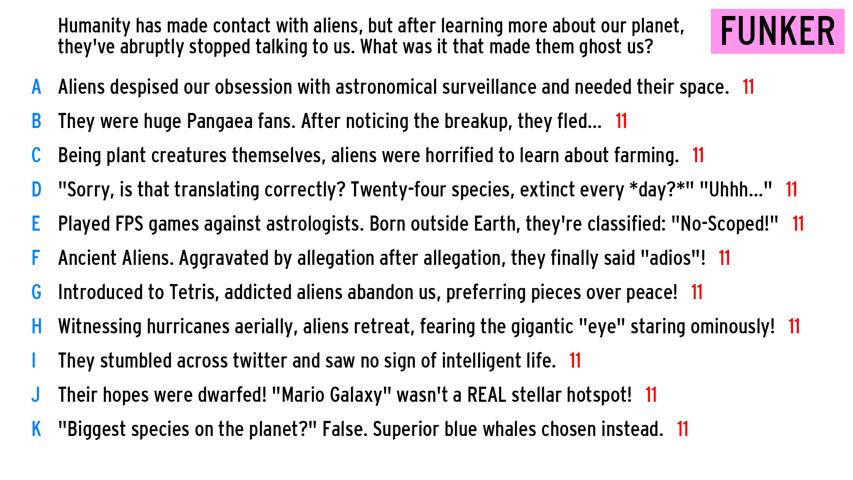 Humanity has made contact with aliens, but after learning more about our planet,
they've abruptly stopped talking to us. What was it that made them ghost us?
FUNKER
A Aliens despised our obsession with astronomical surveillance and needed their space. 11
B They were huge Pangaea fans. After noticing the breakup, they fled... 11
C Being plant creatures themselves, aliens were horrified to learn about farming. 11
D "Sorry, is that translating correctly? Twenty-four species, extinct every *day?*" "Uhhh..." 11
E Played FPS games against astrologists. Born outside Earth, they're classified: "No-Scoped!" 11
F Ancient Aliens. Aggravated by allegation after allegation, they finally said "adios"! 11
G Introduced to Tetris, addicted aliens abandon us, preferring pieces over peace! 11
H Witnessing hurricanes aerially, aliens retreat, fearing the gigantic "eye" staring ominously! 11
I They stumbled across twitter and saw no sign of intelligent life. 11
J Their hopes were dwarfed! "Mario Galaxy" wasn't a REAL stellar hotspot! 11
K "Biggest species on the planet?" False. Superior blue whales chosen instead. 11